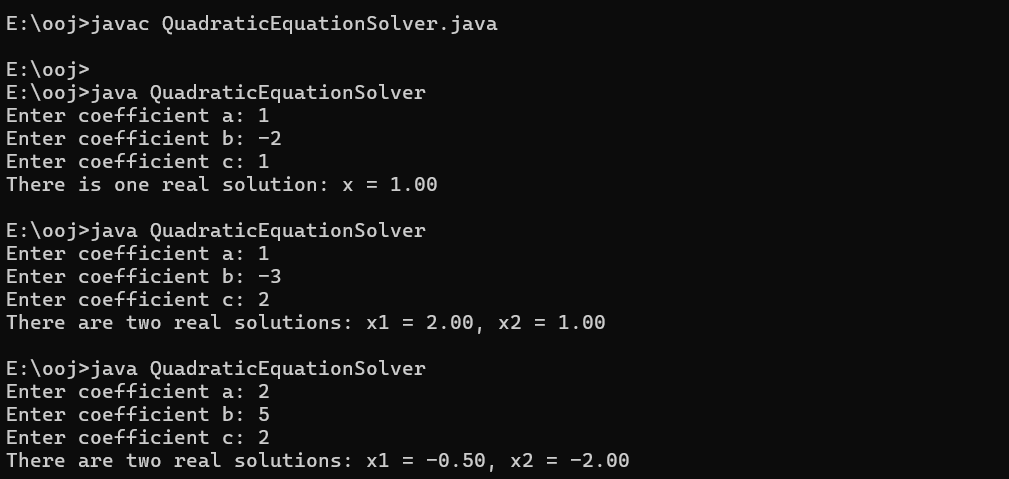 E:\ooj>javac QuadraticEquationSolver.java
E:\ooj>
E:\ooj>java QuadraticEquationSolver
Enter coefficient a: 1
Enter coefficient b: -2
Enter coefficient c: 1
There is one real solution: x = 1.00
E:\ooj>java QuadraticEquationSolver
Enter coefficient a: 1
Enter coefficient b: -3
Enter coefficient c: 2
There are two real solutions: x1 = 2.00, x2 = 1.00
E:\ooj>java QuadraticEquationSolver
Enter coefficient a: 2
Enter coefficient b: 5
Enter coefficient c: 2
There are two real solutions: x1 = -0.50, x2 = -2.00